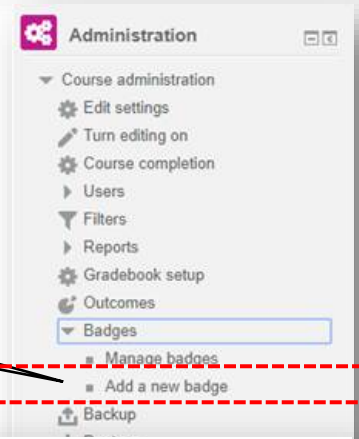 Administration
Course administration
Edit settings
Turn editing on
Course completion
Users
Filters
Reports
Gradebook setup
Outcomes
Badges
Manage badges
Add a new badge
Backup